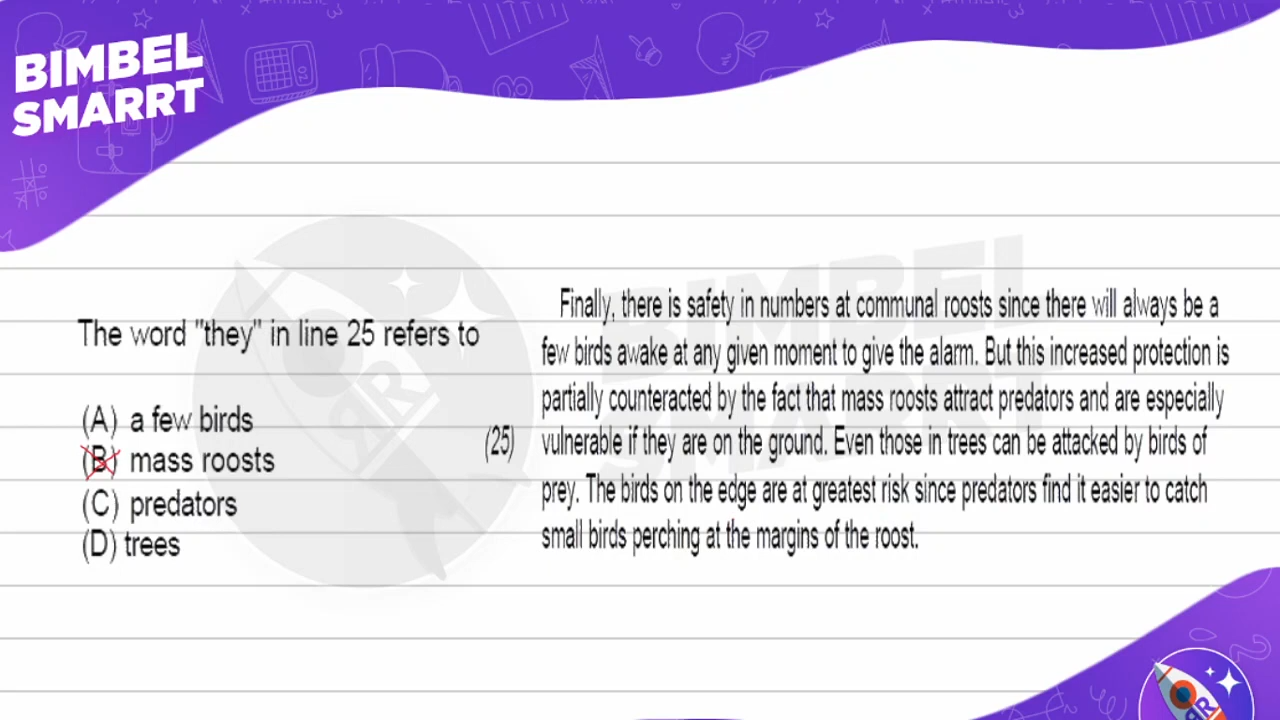 BIMBEL
SMARRT
The word "they" in line 25 refers to
(A) a few birds
(B) mass roosts
(C) predators
(D) trees
Finally, there is safety in numbers at communal roosts since there will always be a
few birds awake at any given moment to give the alarm. But this increased protection is
partially counteracted by the fact that mass roosts attract predators and are especially
(25) vulnerable if they are on the ground. Even those in trees can be attacked by birds of
prey. The birds on the edge are at greatest risk since predators find it easier to catch
small birds perching at the margins of the roost.
BIMBEL
SMARRT